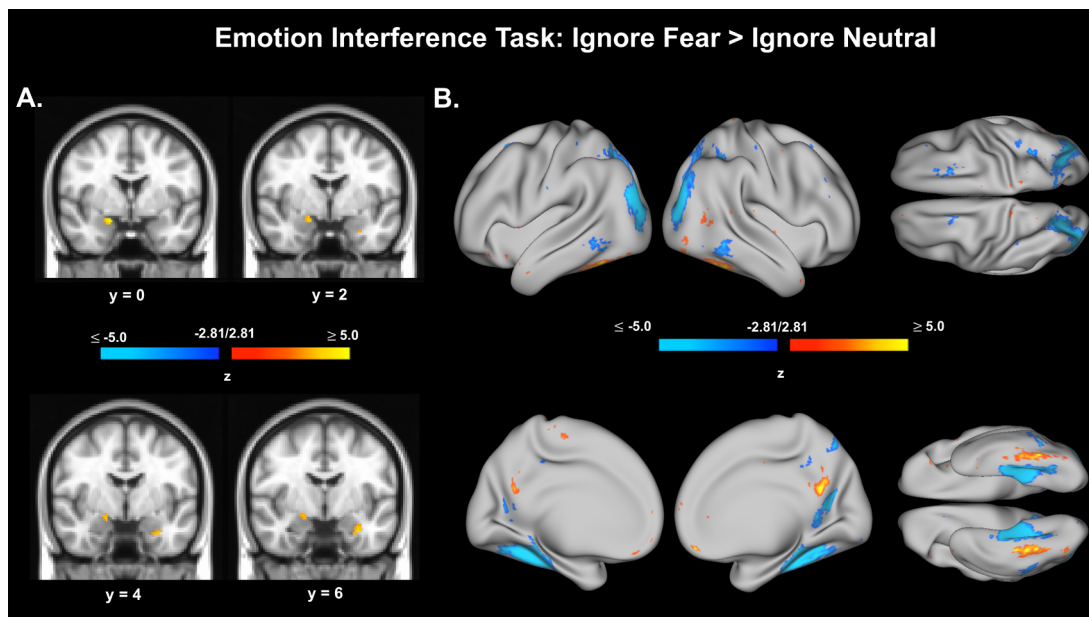 Emotion Interference Task: Ignore Fear > Ignore Neutral
A.
B.
y = 0
y = 2
≤ -5.0
-2.81/2.81
≥ 5.0
z
≤ -5.0
-2.81/2.81
≥ 5.0
z
y = 4
y = 6